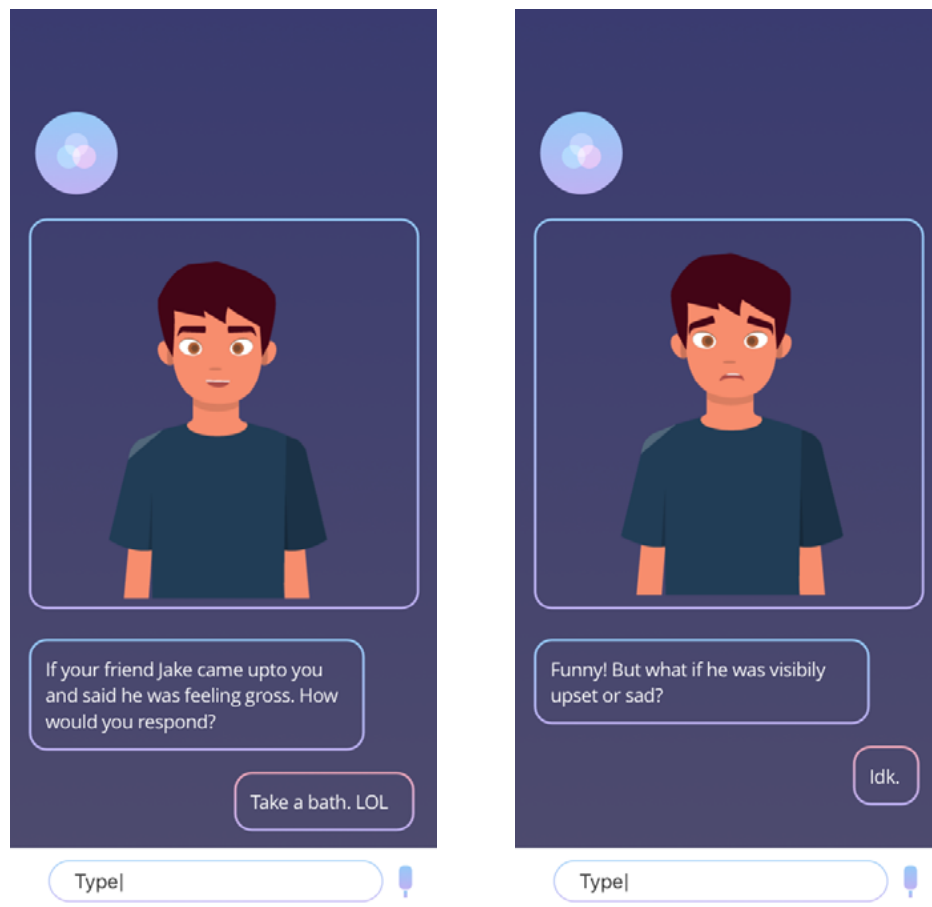 If your friend Jake came upto you
and said he was feeling gross. How
would you respond?
Take a bath. LOL
Type|
Funny! But what if he was visibily
upset or sad?
Idk.
Type|